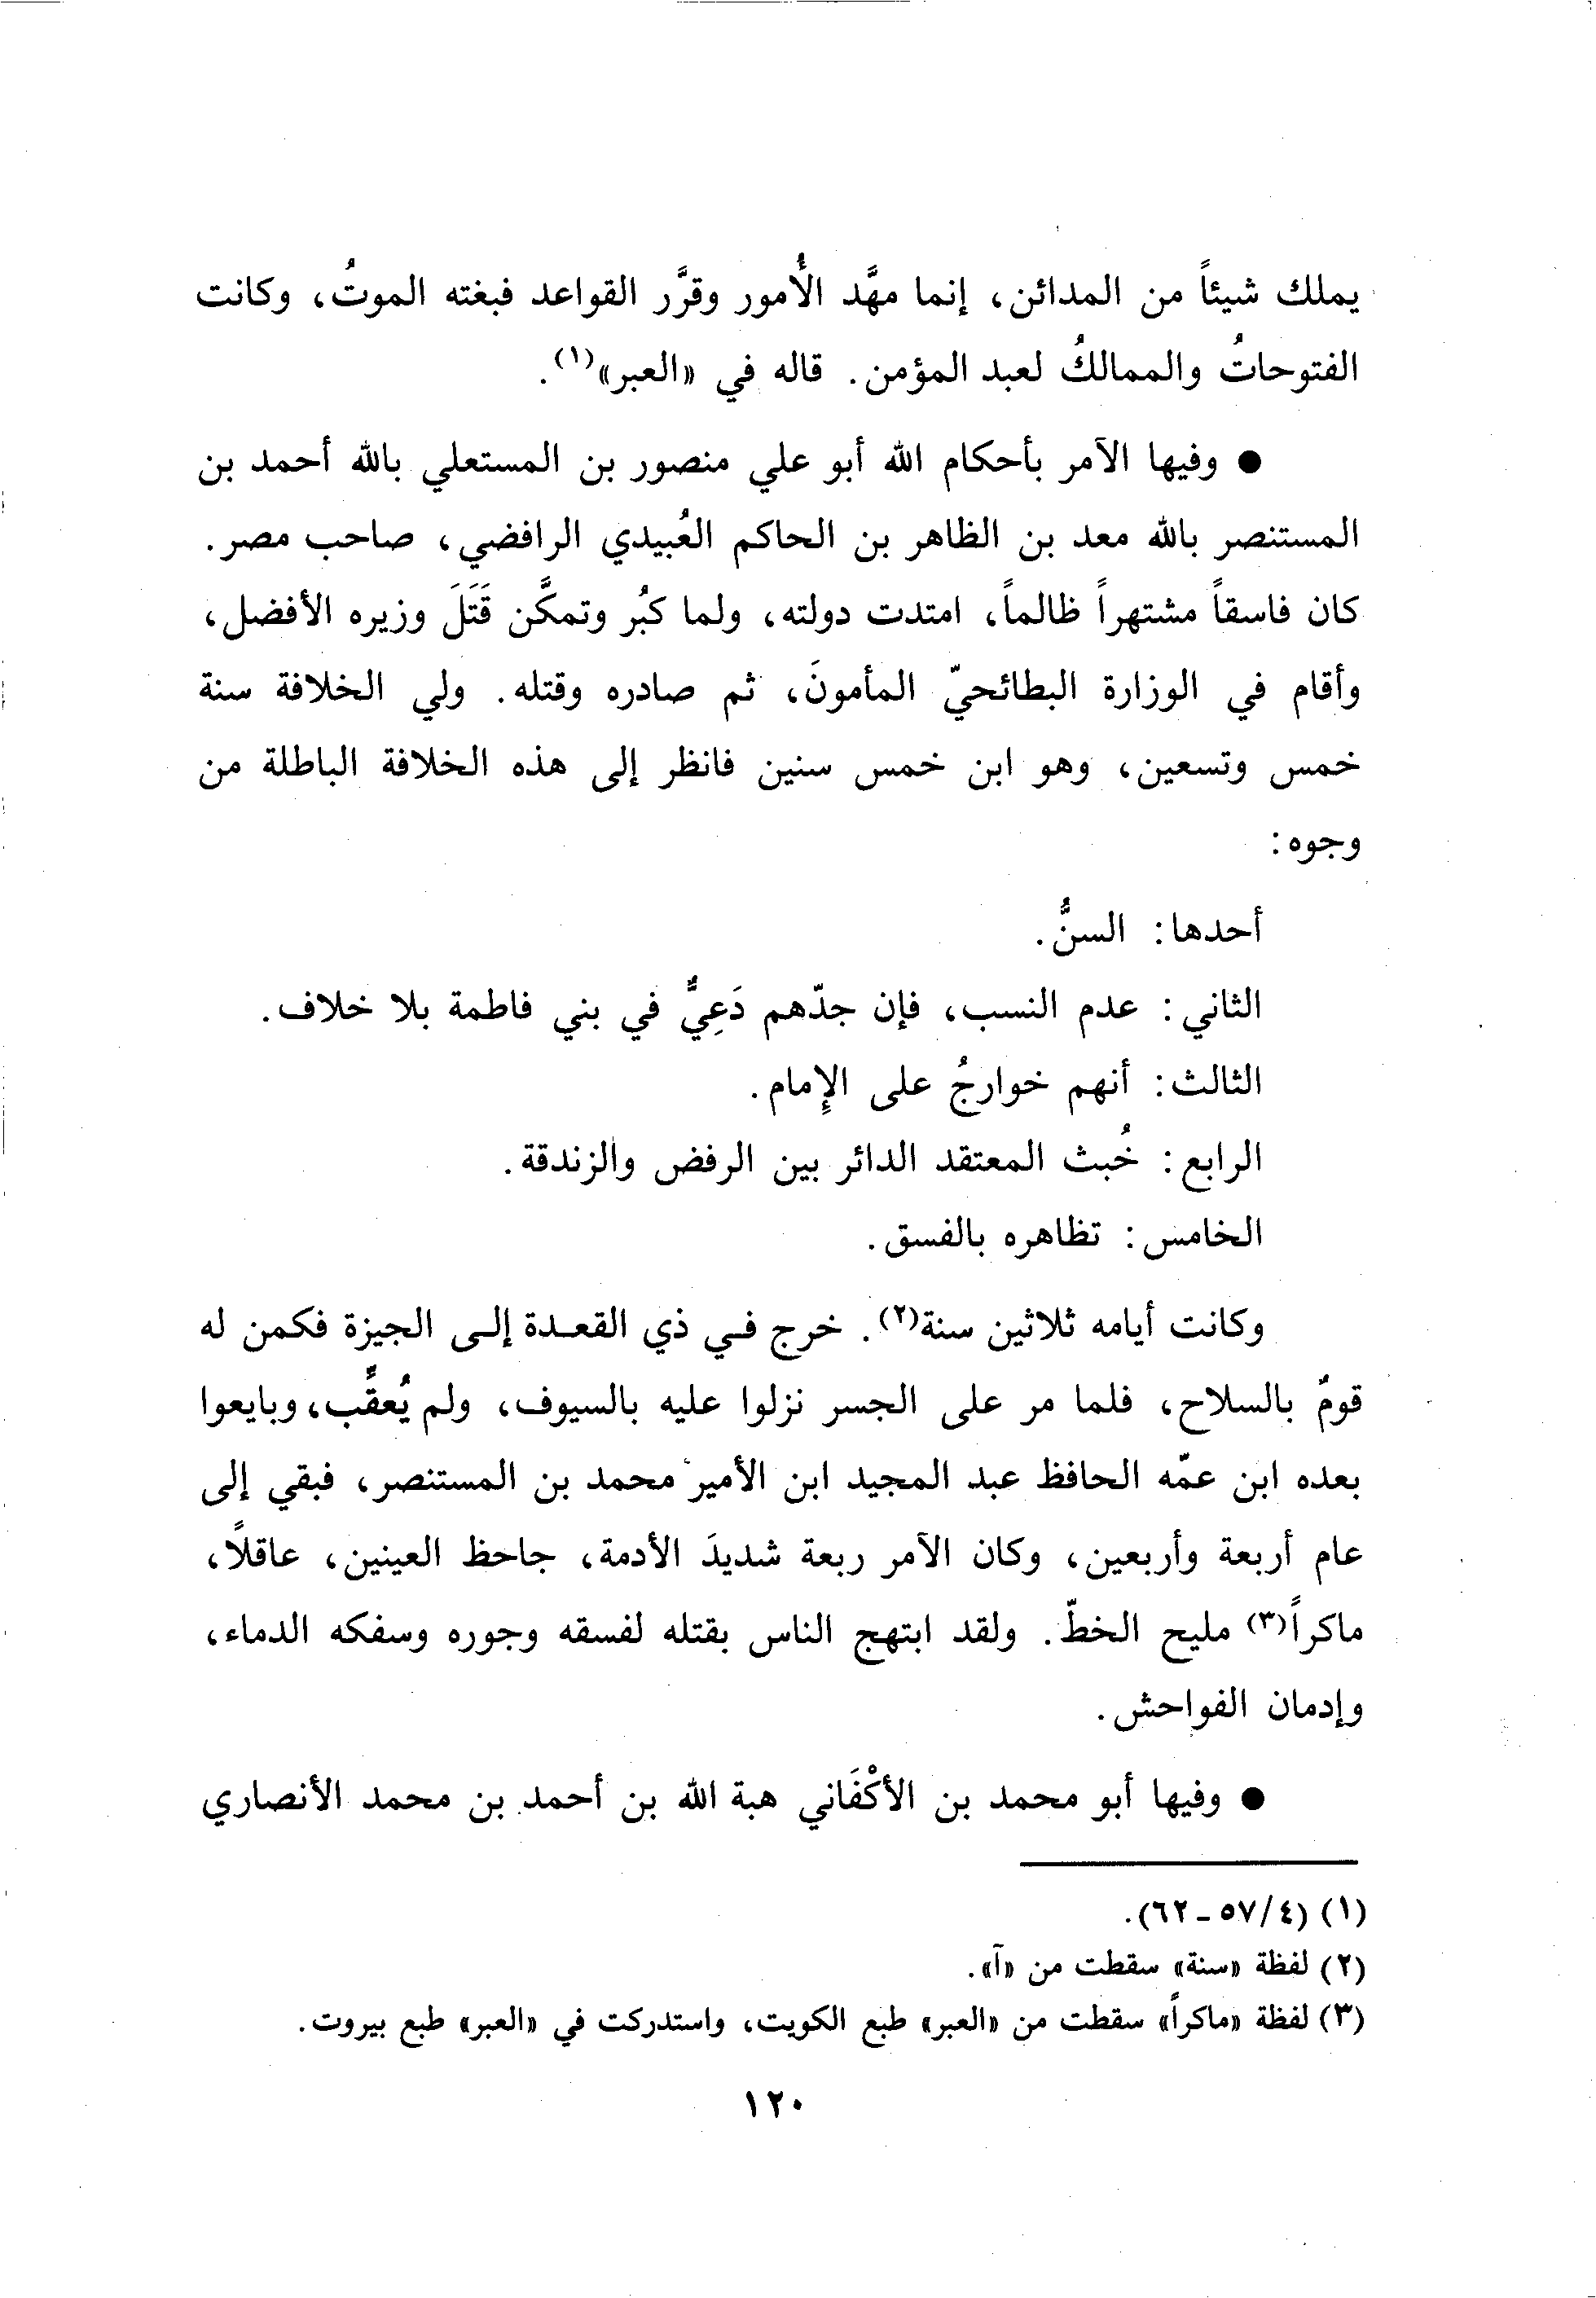 يملك شيئاً من المدائن، إنما مهَّد الأُمور وقرَّر القواعد فبغته الموتُ، وكانت
الفتوحاتُ والممالكُ لعبد المؤمن. قاله في «العبر»(١).
● وفيها الآمر بأحكام الله أبو علي منصور بن المستعلي بالله أحمد بن
المستنصر بالله معد بن الظاهر بن الحاكم العُبيدي الرافضي، صاحب مصر.
كان فاسقاً مشتهراً ظالماً، امتدت دولته، ولما كبُر وتمكَّن قَتَلَ وزيره الأفضل،
وأقام في الوزارة البطائحيّ المأمونَ، ثم صادره وقتله. ولي الخلافة سنة
خمس وتسعين، وهو ابن خمس سنين فانظر إلى هذه الخلافة الباطلة من
وجوه:
أحدها: السنُّ.
الثاني: عدم النسب، فإن جدّهم دَعِيٌّ في بني فاطمة بلا خلاف.
الثالث: أنهم خوارجُ على الإِمام.
الرابع: خُبث المعتقد الدائر بين الرفض والزندقة.
الخامس: تظاهره بالفسق.
وكانت أيامه ثلاثين سنة(٢). خرج في ذي القعدة إلى الجيزة فكمن له
قومٌ بالسلاح، فلما مر على الجسر نزلوا عليه بالسيوف، ولم يُعقِّب، وبايعوا
بعده ابن عمّه الحافظ عبد المجيد ابن الأمير محمد بن المستنصر، فبقي إلى
عام أربعة وأربعين، وكان الآمر ربعة شديدَ الأدمة، جاحظ العينين، عاقلًا،
ماكراً(٣) مليح الخطّ. ولقد ابتهج الناس بقتله لفسقه وجوره وسفكه الدماء،
وإدمان الفواحش.
● وفيها أبو محمد بن الأكْفَاني هبة الله بن أحمد بن محمد الأنصاري
(١) (٤/٥٧ - ٦٢).
(٢) لفظة «سنة» سقطت من «آ».
(٣) لفظة «ماكراً» سقطت من «العبر» طبع الكويت، واستدركت في «العبر» طبع بيروت.
١٢٠